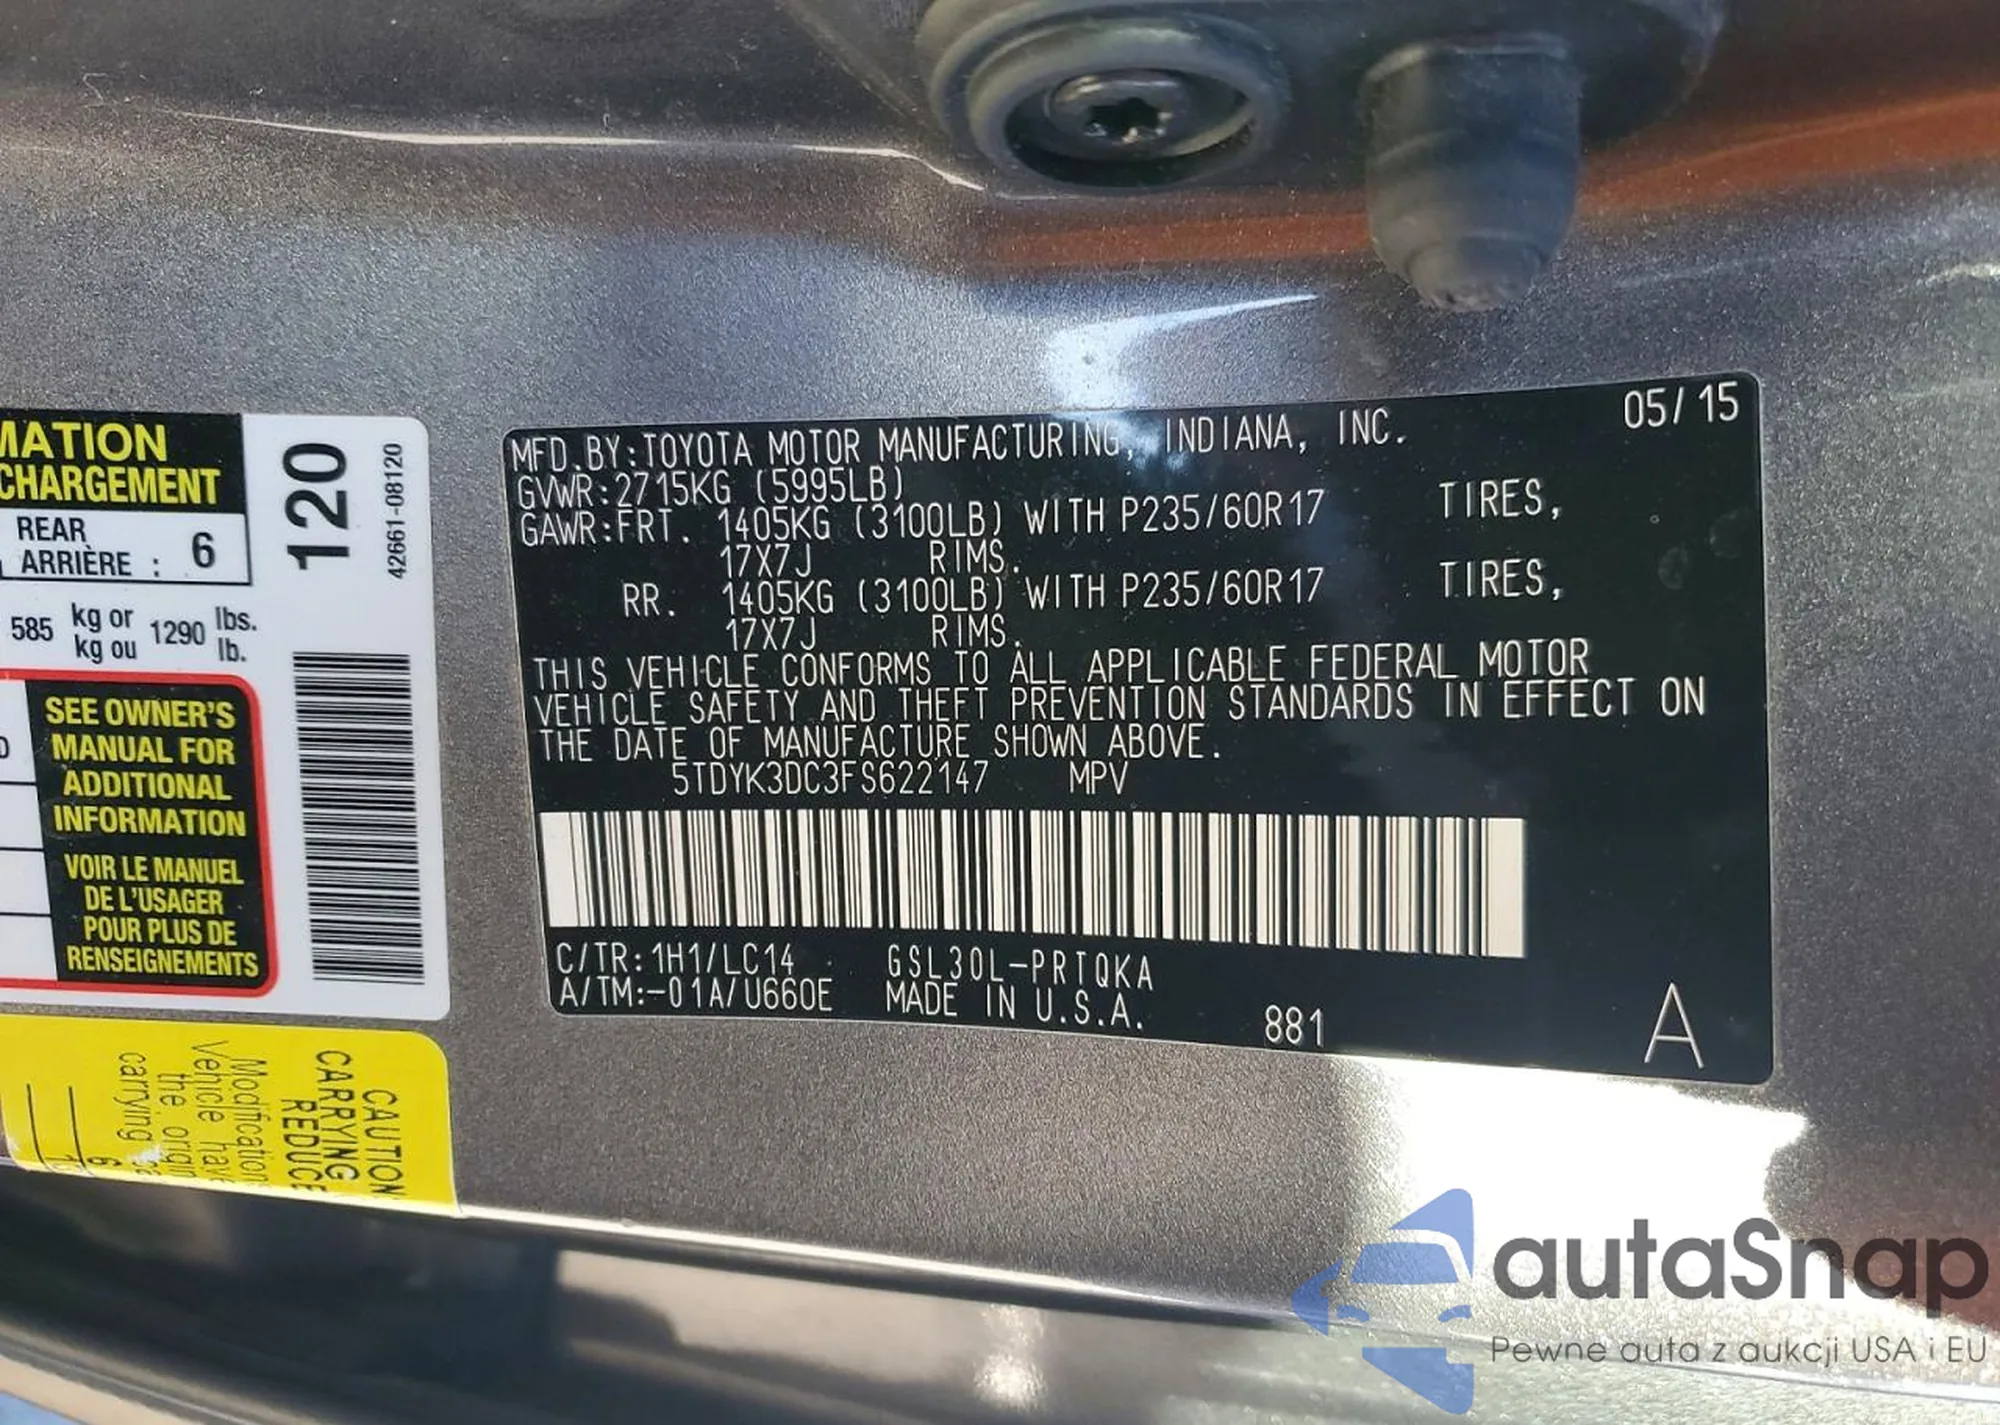 MATION
CHARGEMENT
REAR
ARRIÈRE : 6
585 kg or 1290 lbs.
kg ou lb.
SEE OWNER'S
MANUAL FOR
ADDITIONAL
INFORMATION
VOIR LE MANUEL
DE L'USAGER
POUR PLUS DE
RENSEIGNEMENTS
120
42661-08120
CAUTION
CARRYING
REDUCE
Modification
Vehicle have
the origin
carrying
05/15
MFD.BY:TOYOTA MOTOR MANUFACTURING, INDIANA, INC.
GVWR:2715KG (5995LB)
GAWR:FRT. 1405KG (3100LB) WITH P235/60R17 TIRES,
17X7J RIMS.
RR. 1405KG (3100LB) WITH P235/60R17 TIRES,
17X7J RIMS.
THIS VEHICLE CONFORMS TO ALL APPLICABLE FEDERAL MOTOR
VEHICLE SAFETY AND THEFT PREVENTION STANDARDS IN EFFECT ON
THE DATE OF MANUFACTURE SHOWN ABOVE.
5TDYK3DC3FS622147 MPV
C/TR:1H1/LC14 GSL30L-PRTQKA
A/TM:-01A/U660E MADE IN U.S.A.
881 A
autaSnap
Pewne auta z aukcji USA i EU